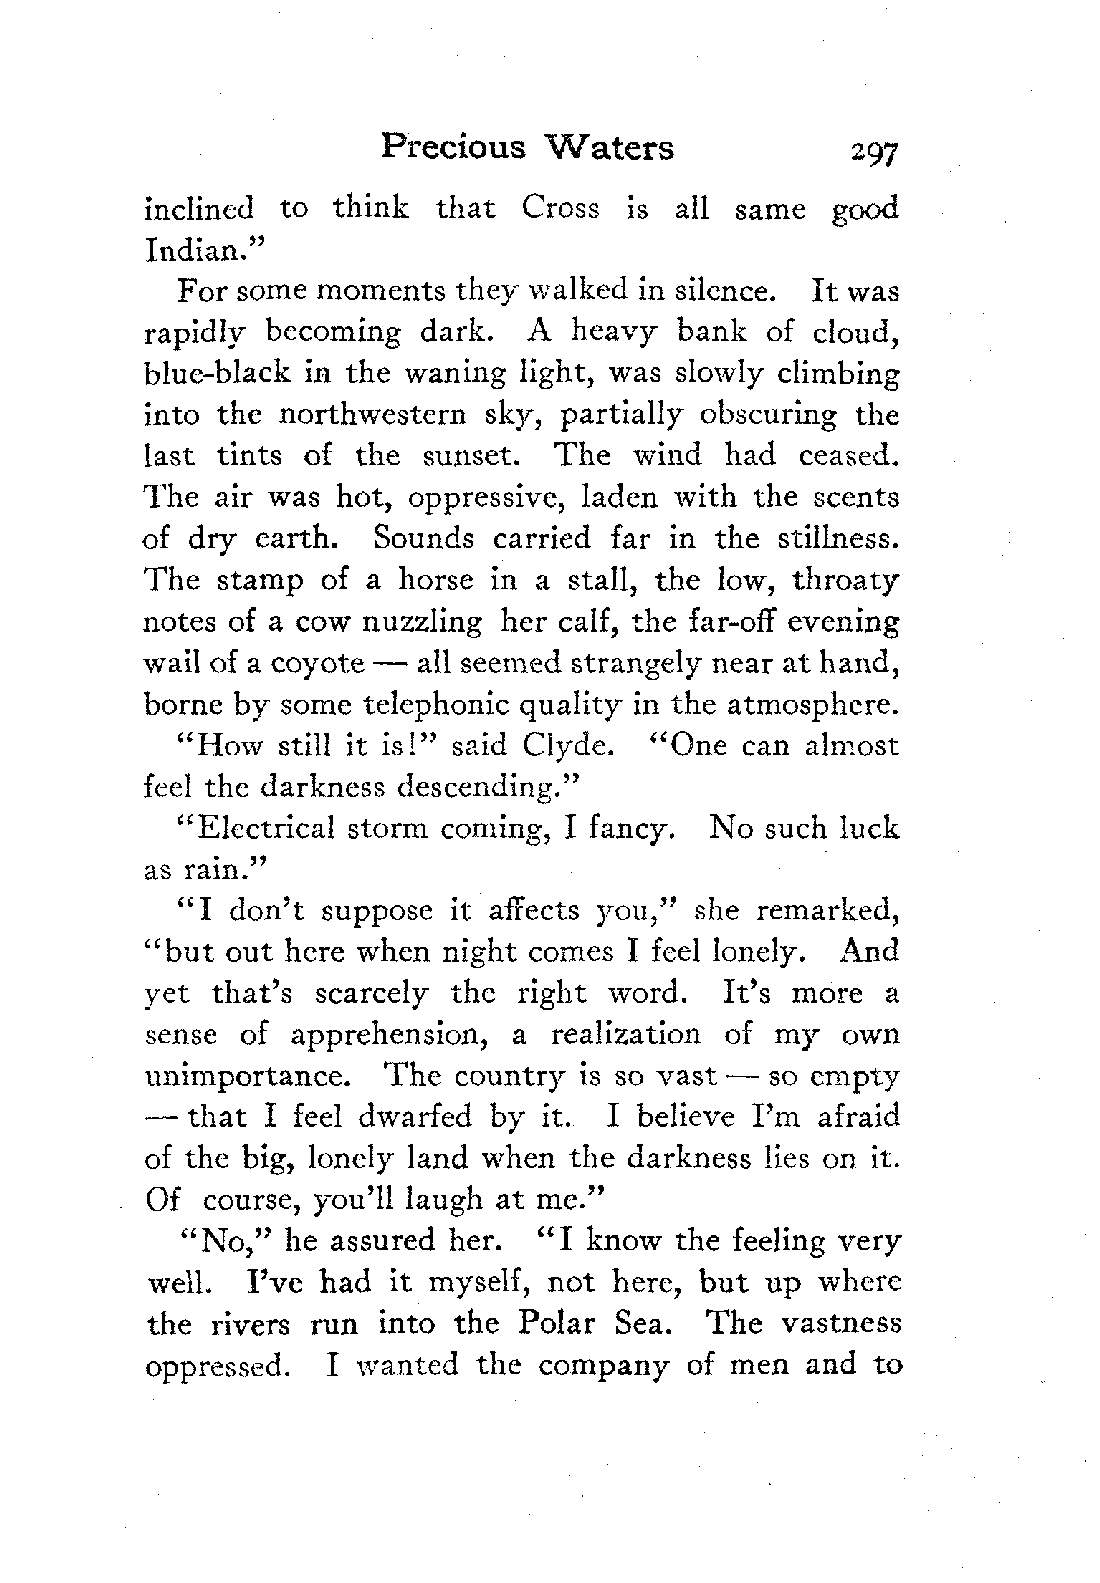 Precious Waters 297
inclined to think that Cross is all same good
Indian."
For some moments they walked in silence. It was
rapidly becoming dark. A heavy bank of cloud,
blue-black in the waning light, was slowly climbing
into the northwestern sky, partially obscuring the
last tints of the sunset. The wind had ceased.
The air was hot, oppressive, laden with the scents
of dry earth. Sounds carried far in the stillness.
The stamp of a horse in a stall, the low, throaty
notes of a cow nuzzling her calf, the far-off evening
wail of a coyote — all seemed strangely near at hand,
borne by some telephonic quality in the atmosphere.
"How still it is!" said Clyde. "One can almost
feel the darkness descending."
"Electrical storm coming, I fancy. No such luck
as rain."
"I don't suppose it affects you," she remarked,
"but out here when night comes I feel lonely. And
yet that's scarcely the right word. It's more a
sense of apprehension, a realization of my own
unimportance. The country is so vast — so empty
— that I feel dwarfed by it. I believe I'm afraid
of the big, lonely land when the darkness lies on it.
Of course, you'll laugh at me."
"No," he assured her. "I know the feeling very
well. I've had it myself, not here, but up where
the rivers run into the Polar Sea. The vastness
oppressed. I wanted the company of men and to